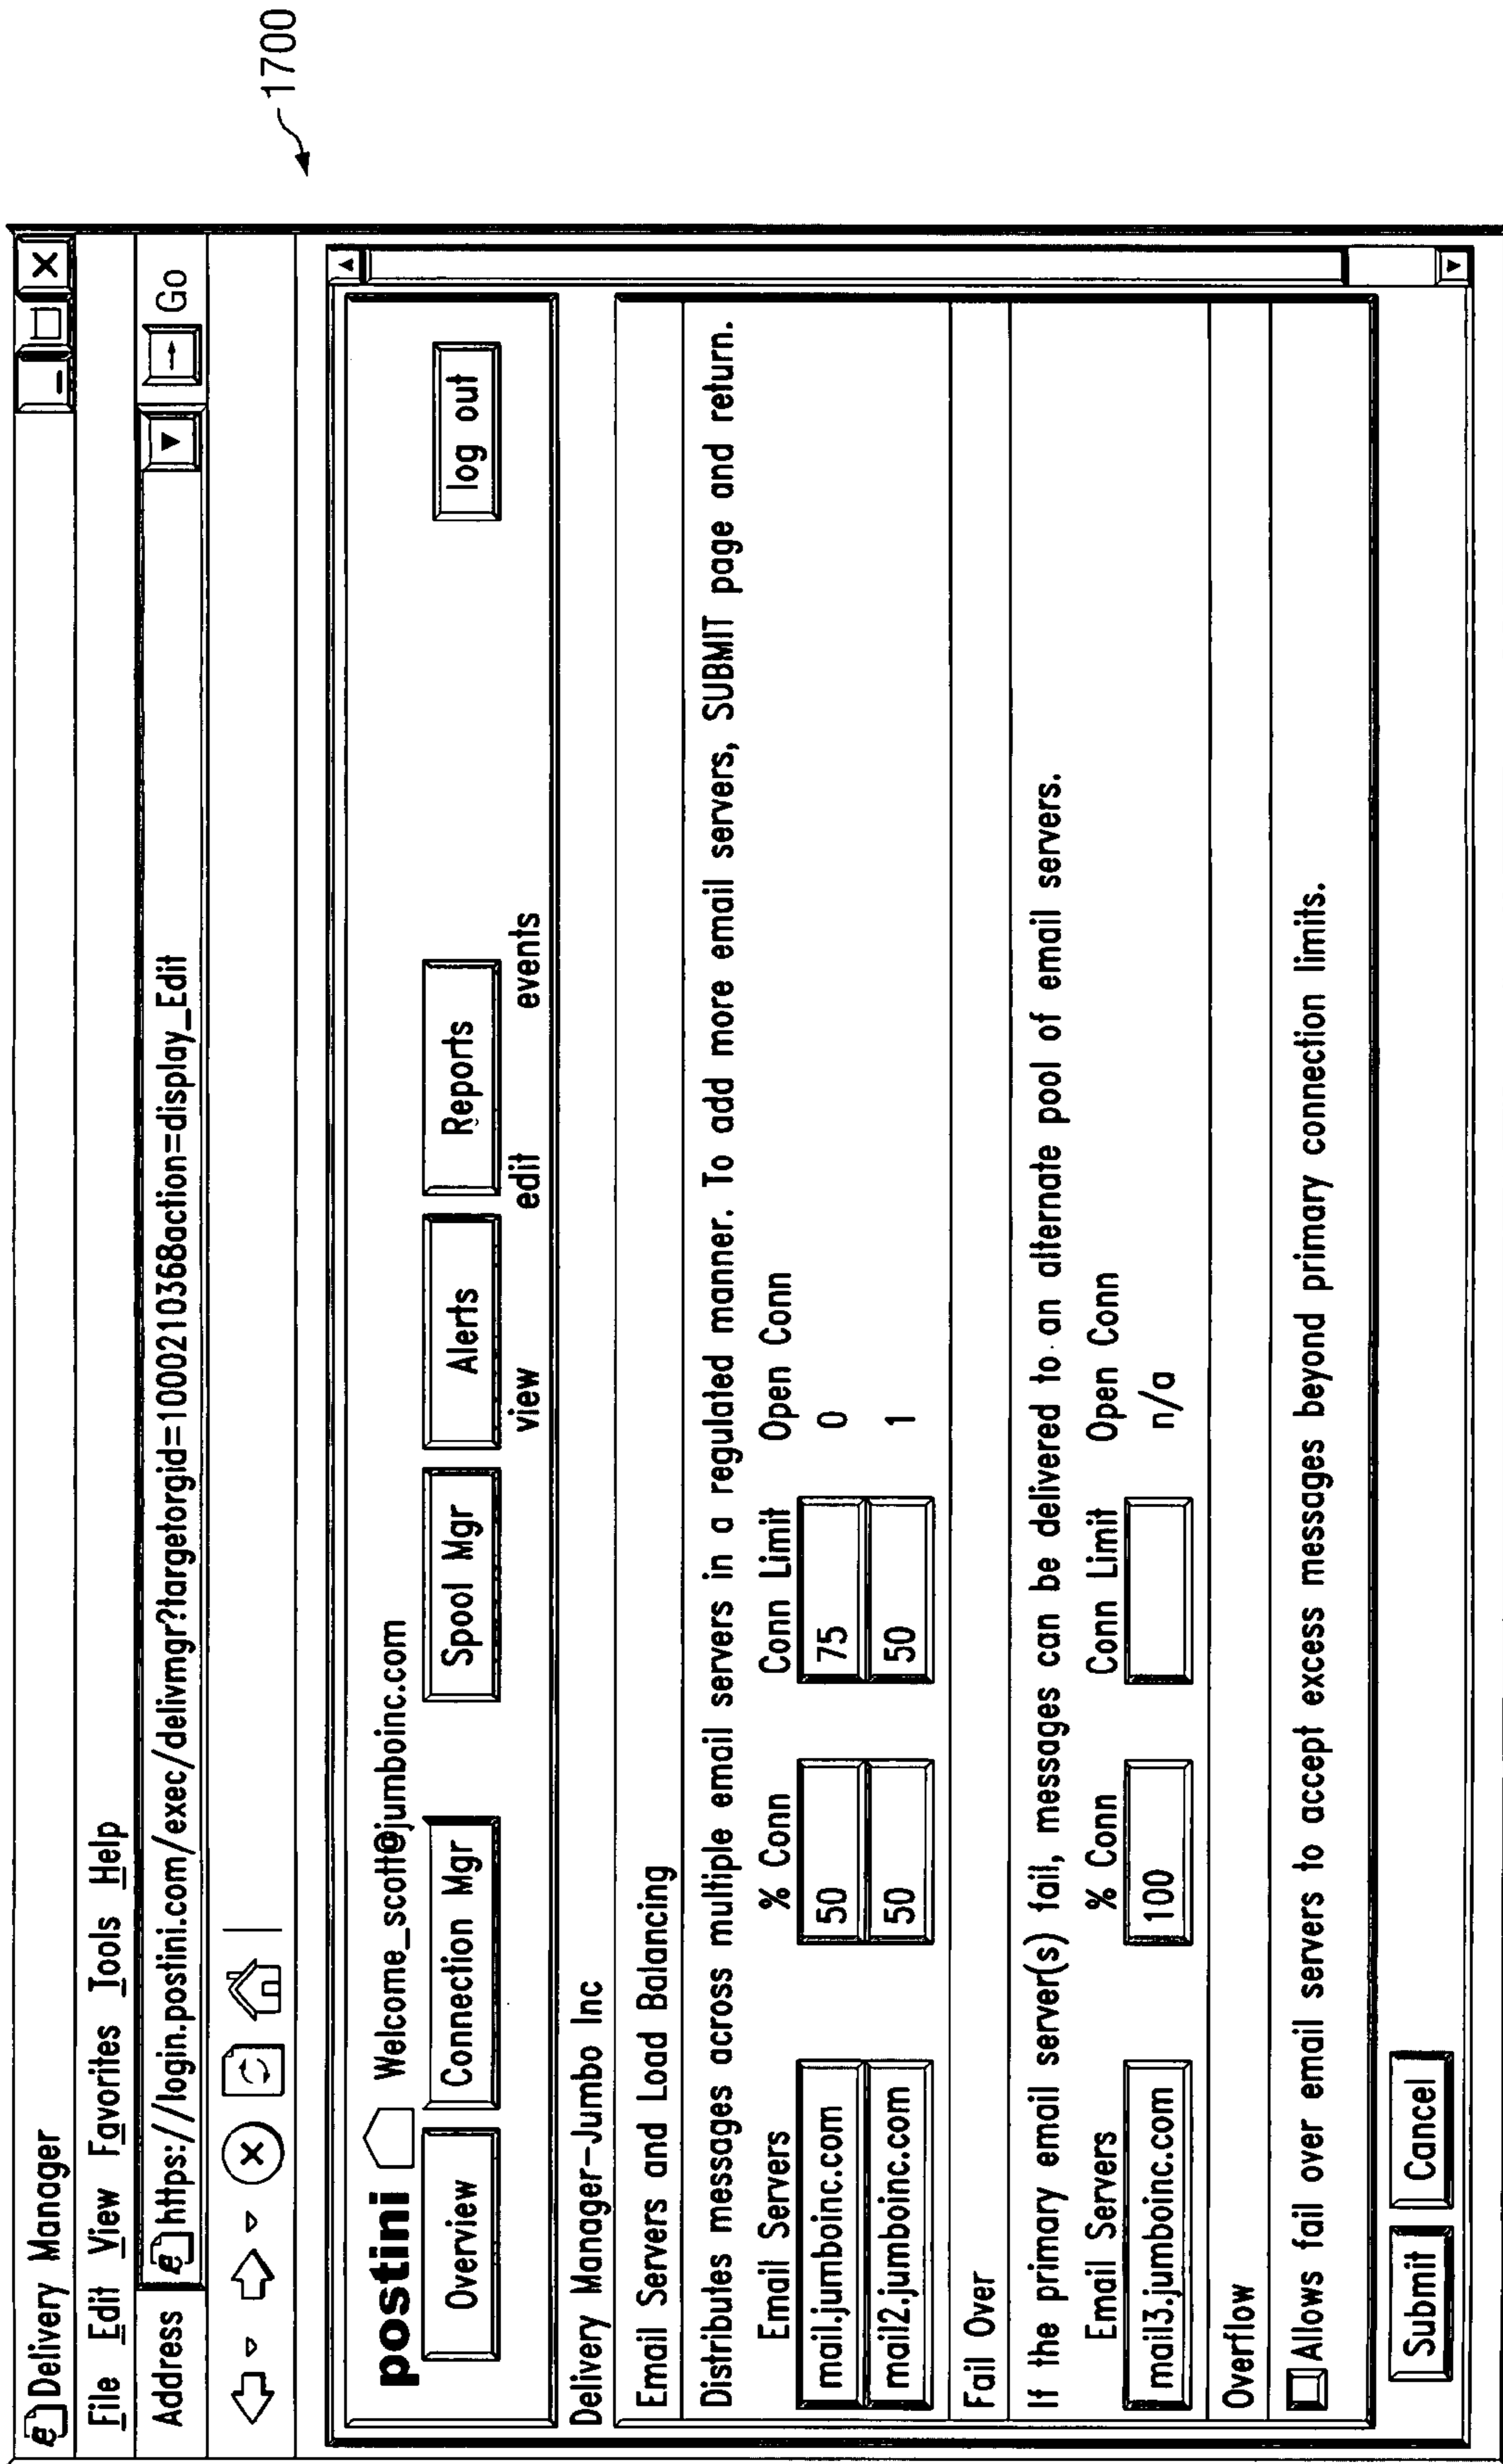 1700
Delivery Manager
File Edit View Favorites Tools Help
Address https://login.postini.com/exec/delivmgr?targetorgid=100021036&action=display_Edit Go
postini Welcome_scott@jumboinc.com
Overview Connection Mgr Spool Mgr Alerts Reports log out
view edit events
Delivery Manager-Jumbo Inc
Email Servers and Load Balancing
Distributes messages across multiple email servers in a regulated manner. To add more email servers, SUBMIT page and return.
Email Servers % Conn Conn Limit Open Conn
mail.jumboinc.com 50 75 0
mail2.jumboinc.com 50 50 1
Fail Over
If the primary email server(s) fail, messages can be delivered to an alternate pool of email servers.
Email Servers % Conn Conn Limit Open Conn
mail3.jumboinc.com 100 n/a
Overflow
Allows fail over email servers to accept excess messages beyond primary connection limits.
Submit Cancel